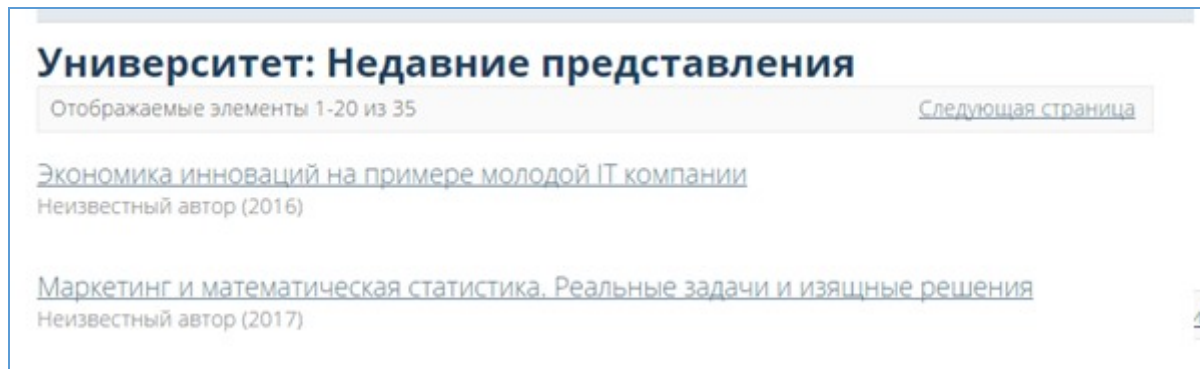 Университет: Недавние представления
Отображаемые элементы 1-20 из 35 Следующая страница
Экономика инноваций на примере молодой IT компании
Неизвестный автор (2016)
Маркетинг и математическая статистика. Реальные задачи и изящные решения
Неизвестный автор (2017)